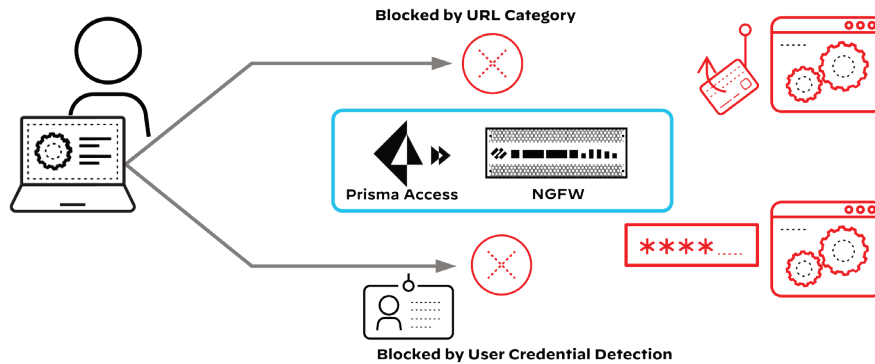 Blocked by URL Category
Prisma Access
NGFW
****
Blocked by User Credential Detection